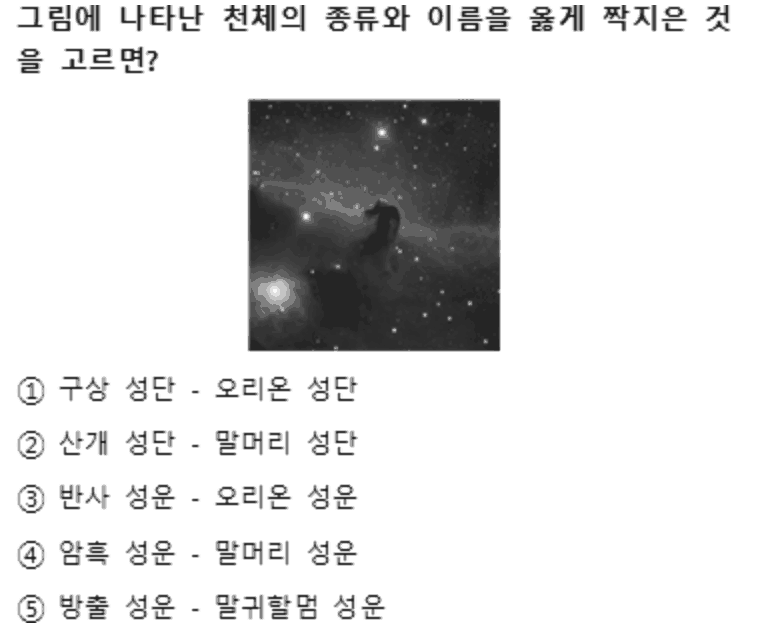 그림에 나타난 천체의 종류와 이름을 옳게 짝지은 것
을 고르면?
① 구상 성단 - 오리온 성단
② 산개 성단 - 말머리 성단
③ 반사 성운 - 오리온 성운
④ 암흑 성운 - 말머리 성운
⑤ 방출 성운 - 말귀할멈 성운